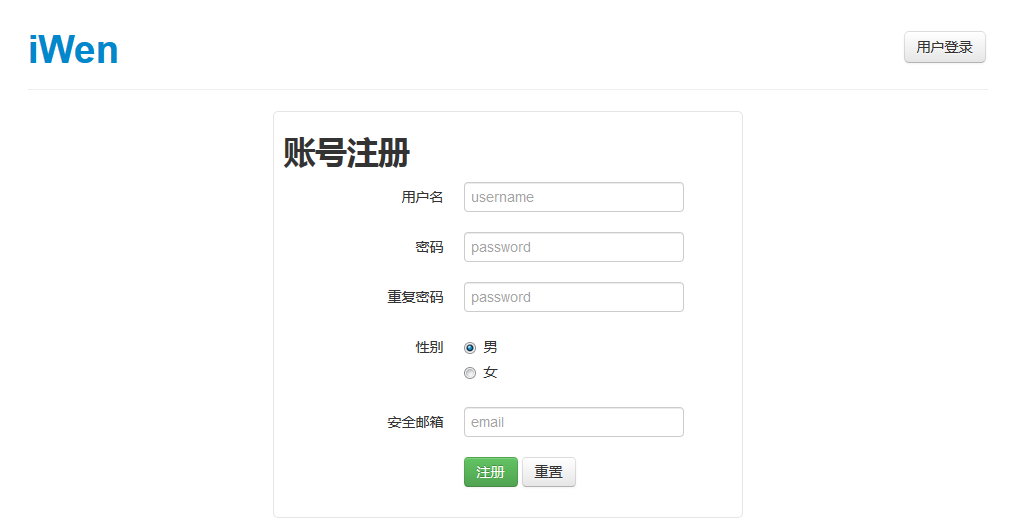 iWen
用户登录
账号注册
用户名 username
密码 password
重复密码 password
性别 男
女
安全邮箱 email
注册 重置